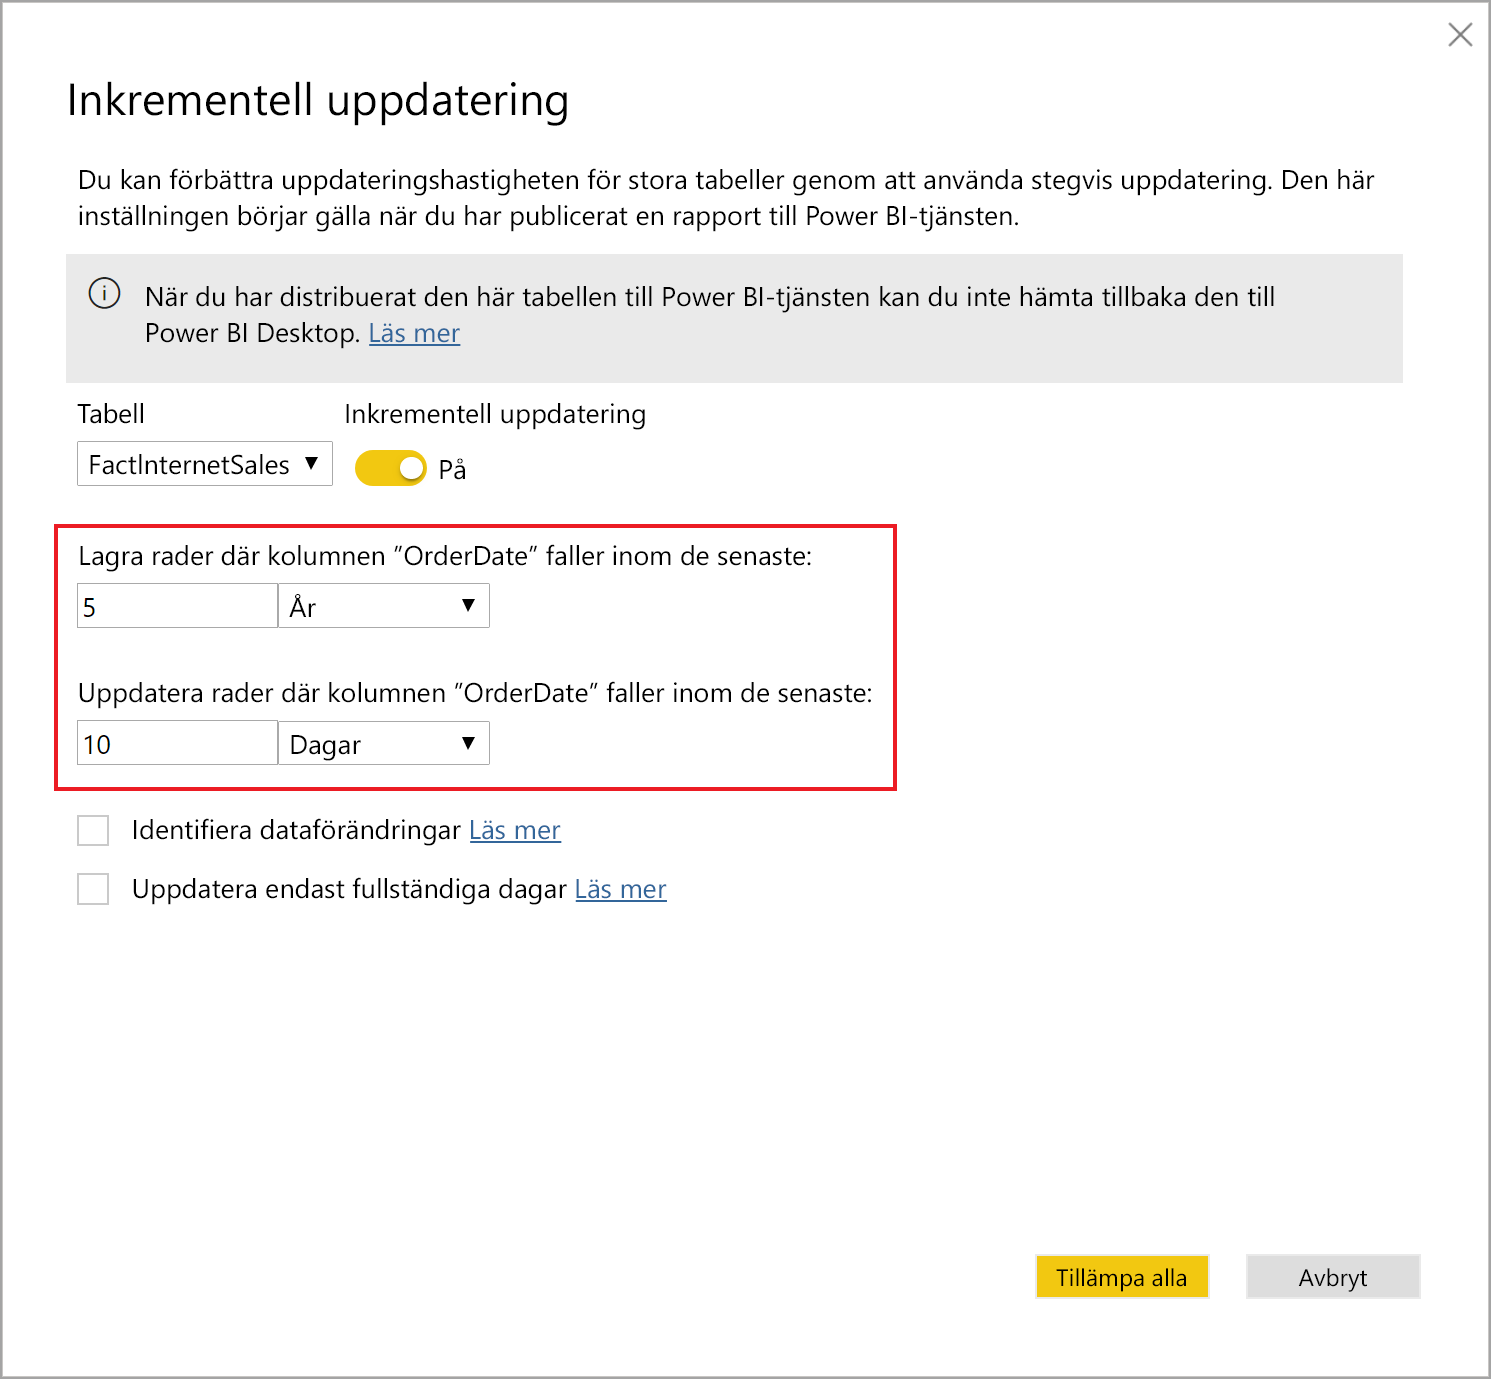 Inkrementell uppdatering
Du kan förbättra uppdateringshastigheten för stora tabeller genom att använda stegvis uppdatering. Den här
inställningen börjar gälla när du har publicerat en rapport till Power BI-tjänsten.
När du har distribuerat den här tabellen till Power BI-tjänsten kan du inte hämta tillbaka den till
Power BI Desktop. Läs mer
Tabell Inkrementell uppdatering
FactInternetSales På
Lagra rader där kolumnen ”OrderDate” faller inom de senaste:
5 År
Uppdatera rader där kolumnen ”OrderDate” faller inom de senaste:
10 Dagar
Identifiera dataförändringar Läs mer
Uppdatera endast fullständiga dagar Läs mer
Tillämpa alla Avbryt